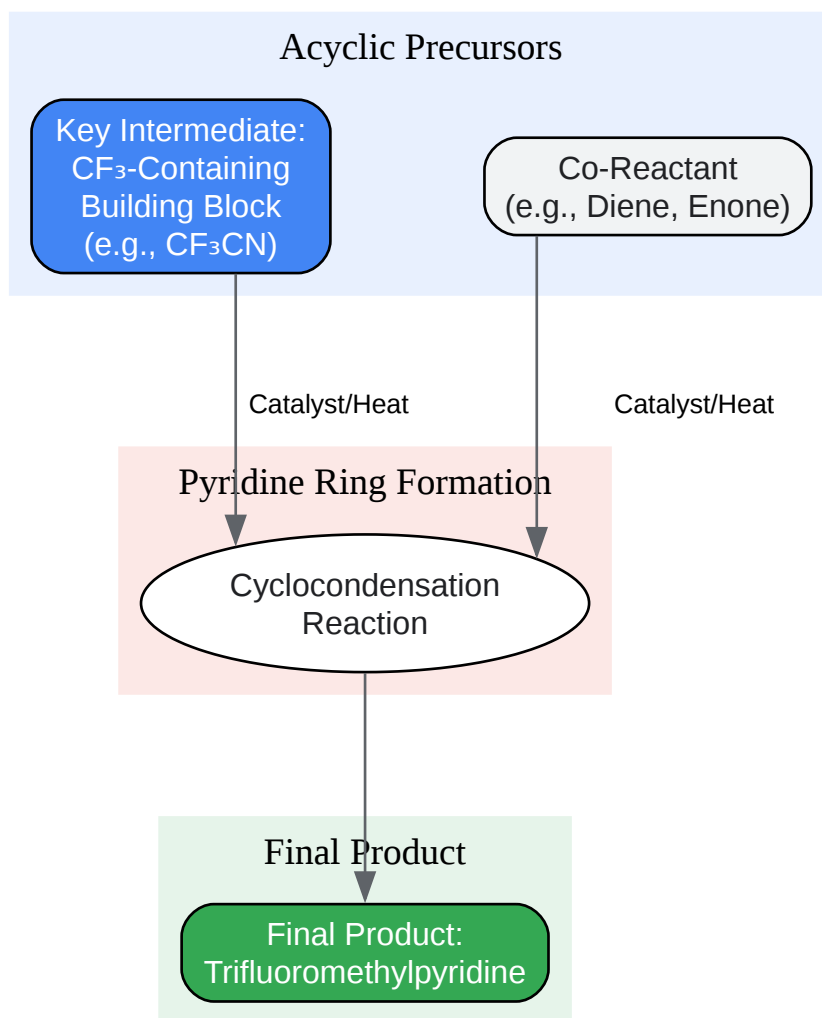 Acyclic Precursors
Key Intermediate:
CF₃-Containing
Building Block
(e.g., CF₃CN)
Co-Reactant
(e.g., Diene, Enone)
Catalyst/Heat
Catalyst/Heat
Pyridine Ring Formation
Cyclocondensation
Reaction
Final Product
Final Product:
Trifluoromethylpyridine